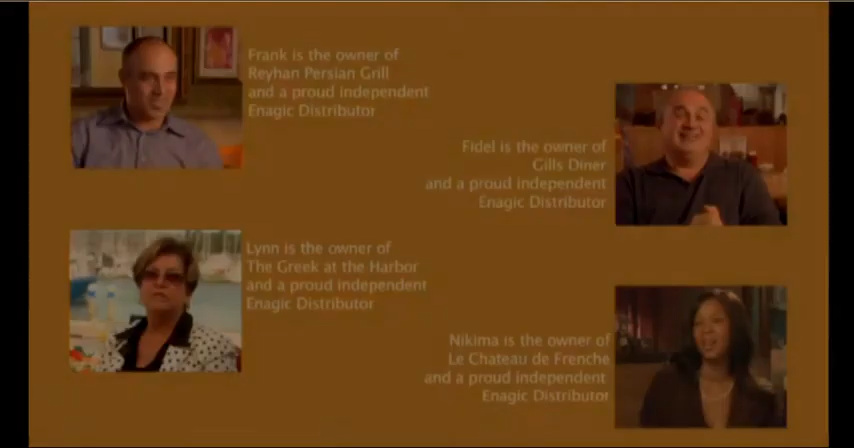 Frank is the owner of
Reyhan Persian Grill
and a proud independent
Enagic Distributor
Fidel is the owner of
Gills Diner
and a proud independent
Enagic Distributor
Lynn is the owner of
The Greek at the Harbor
and a proud independent
Enagic Distributor
Nikima is the owner of
Le Chateau de Frenche
and a proud independent
Enagic Distributor